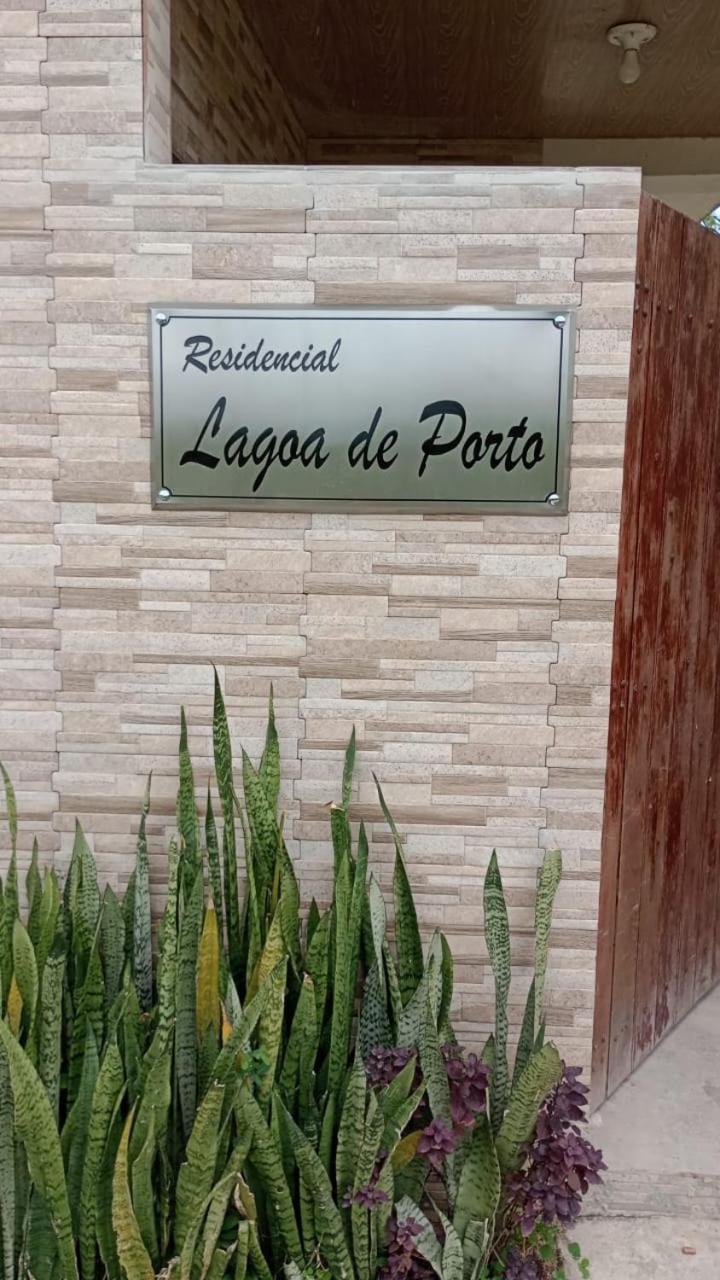 Residencial
Lagoa de Porto